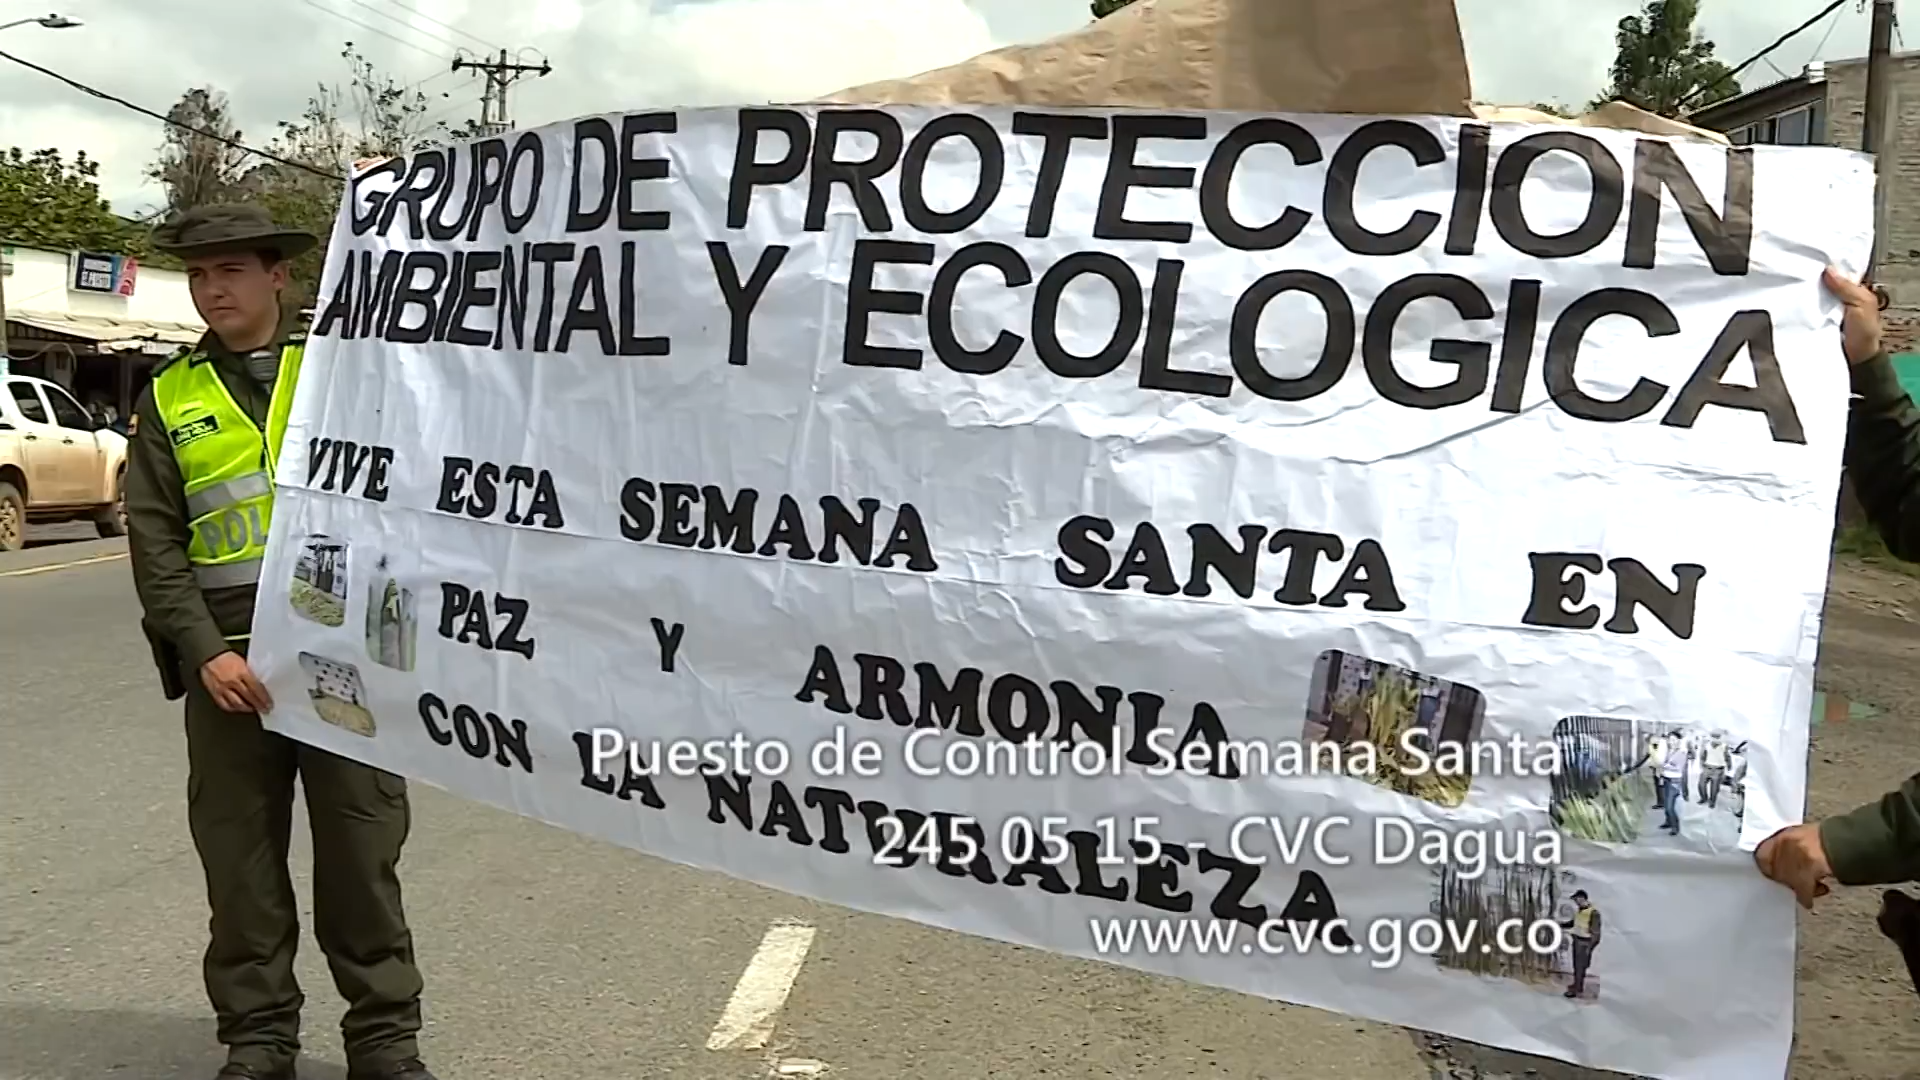 GRUPO DE PROTECCION
AMBIENTAL Y ECOLOGICA
VIVE ESTA SEMANA SANTA EN
PAZ Y ARMONIA
CON LA NATURALEZA
POL
Puesto de Control Semana Santa
245 05 15 - CVC Dagua
www.cvc.gov.co